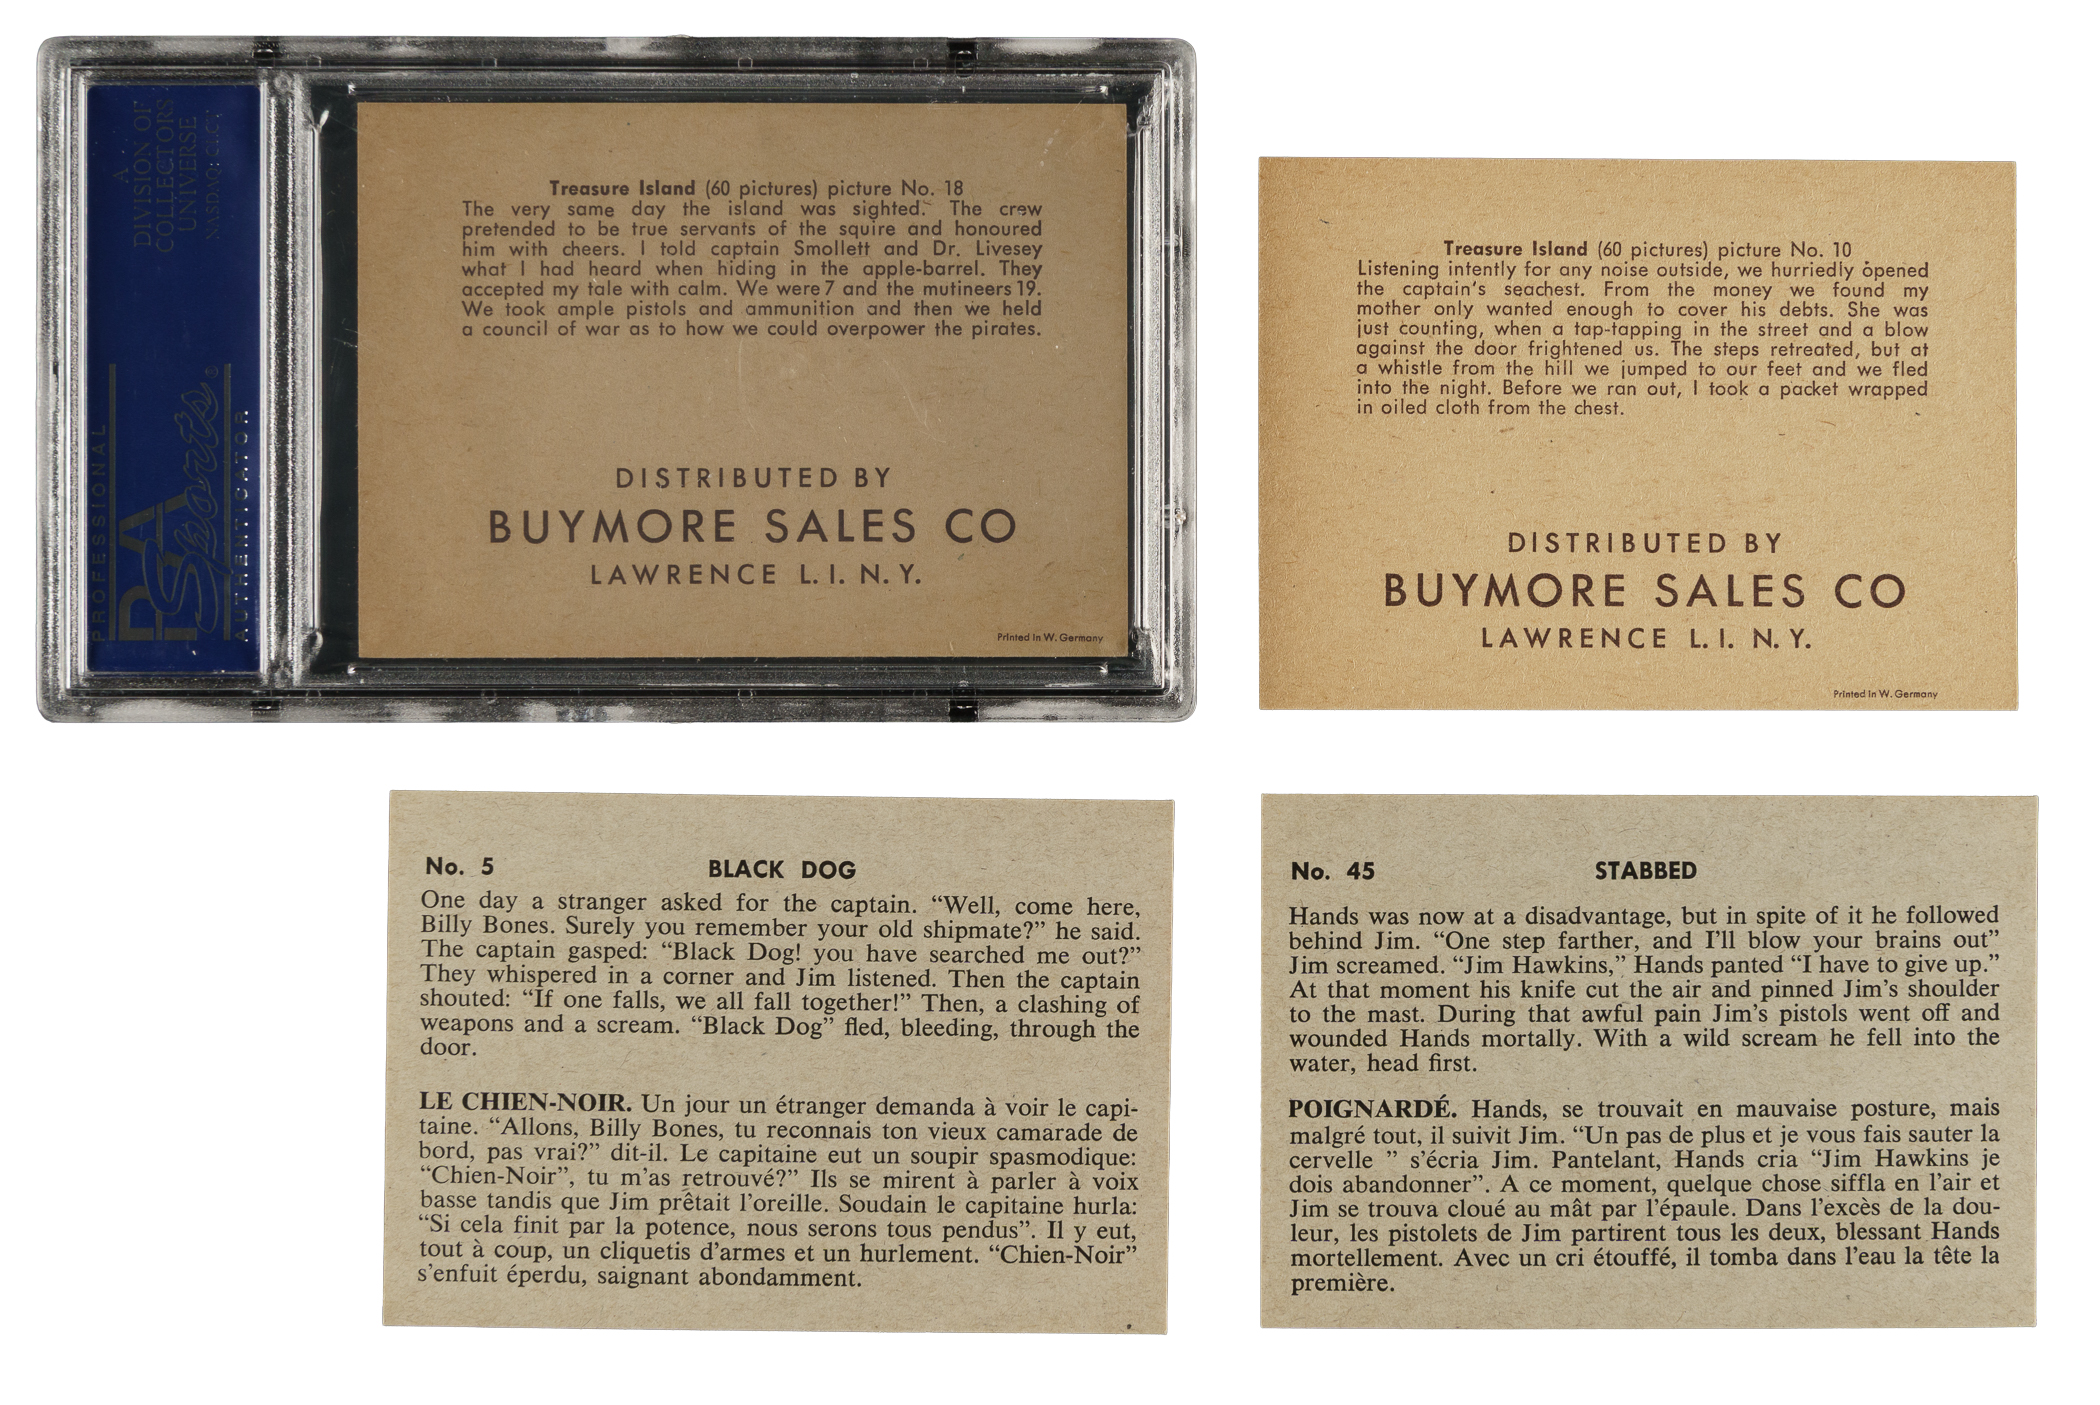 A
DIVISION OF
COLLECTORS
UNIVERSE
NASDAQ: CLCT
PROFESSIONAL
PSA
Sports®
AUTHENTICATOR
Treasure Island (60 pictures) picture No. 18
The very same day the island was sighted. The crew
pretended to be true servants of the squire and honoured
him with cheers. I told captain Smollett and Dr. Livesey
what I had heard when hiding in the apple-barrel. They
accepted my tale with calm. We were 7 and the mutineers 19.
We took ample pistols and ammunition and then we held
a council of war as to how we could overpower the pirates.
DISTRIBUTED BY
BUYMORE SALES CO
LAWRENCE L. I. N. Y.
Printed in W. Germany
Treasure Island (60 pictures) picture No. 10
Listening intently for any noise outside, we hurriedly opened
the captain's seachest. From the money we found my
mother only wanted enough to cover his debts. She was
just counting, when a tap-tapping in the street and a blow
against the door frightened us. The steps retreated, but at
a whistle from the hill we jumped to our feet and we fled
into the night. Before we ran out, I took a packet wrapped
in oiled cloth from the chest.
DISTRIBUTED BY
BUYMORE SALES CO
LAWRENCE L. I. N. Y.
Printed in W. Germany
No. 5 BLACK DOG
One day a stranger asked for the captain. “Well, come here,
Billy Bones. Surely you remember your old shipmate?” he said.
The captain gasped: “Black Dog! you have searched me out?”
They whispered in a corner and Jim listened. Then the captain
shouted: “If one falls, we all fall together!” Then, a clashing of
weapons and a scream. “Black Dog” fled, bleeding, through the
door.
LE CHIEN-NOIR. Un jour un étranger demanda à voir le capi-
taine. “Allons, Billy Bones, tu reconnais ton vieux camarade de
bord, pas vrai?” dit-il. Le capitaine eut un soupir spasmodique:
“Chien-Noir”, tu m'as retrouvé?” Ils se mirent à parler à voix
basse tandis que Jim prêtait l'oreille. Soudain le capitaine hurla:
“Si cela finit par la potence, nous serons tous pendus”. Il y eut,
tout à coup, un cliquetis d'armes et un hurlement. “Chien-Noir”
s'enfuit éperdu, saignant abondamment.
No. 45 STABBED
Hands was now at a disadvantage, but in spite of it he followed
behind Jim. “One step farther, and I'll blow your brains out”
Jim screamed. “Jim Hawkins,” Hands panted “I have to give up.”
At that moment his knife cut the air and pinned Jim's shoulder
to the mast. During that awful pain Jim's pistols went off and
wounded Hands mortally. With a wild scream he fell into the
water, head first.
POIGNARDÉ. Hands, se trouvait en mauvaise posture, mais
malgré tout, il suivit Jim. “Un pas de plus et je vous fais sauter la
cervelle ” s'écria Jim. Pantelant, Hands cria “Jim Hawkins je
dois abandonner”. A ce moment, quelque chose siffla en l'air et
Jim se trouva cloué au mât par l'épaule. Dans l'excès de la dou-
leur, les pistolets de Jim partirent tous les deux, blessant Hands
mortellement. Avec un cri étouffé, il tomba dans l'eau la tête la
première.